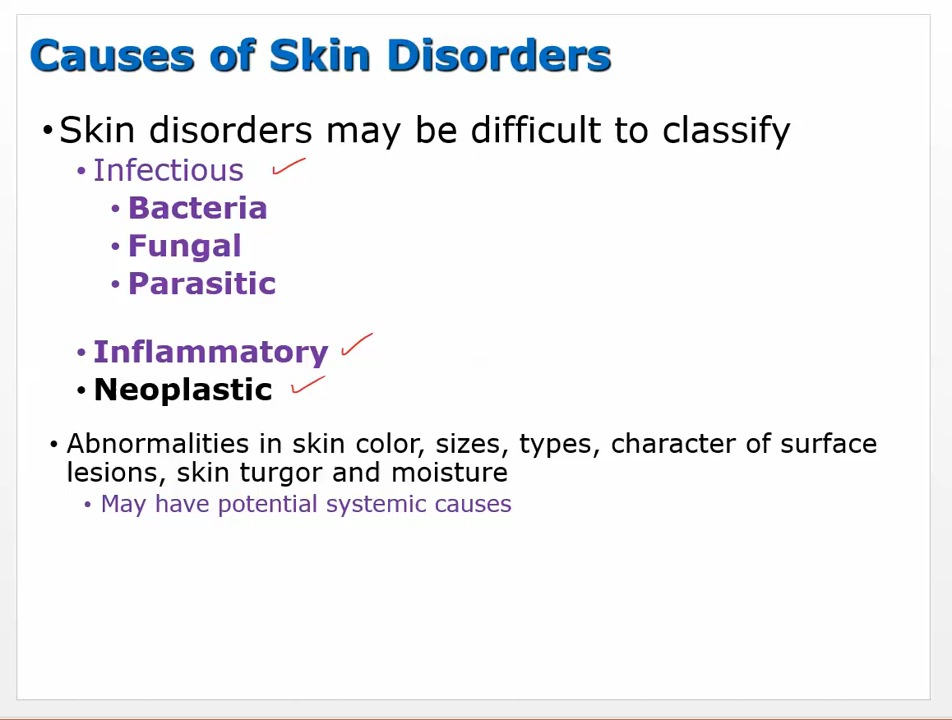 Causes of Skin Disorders
• Skin disorders may be difficult to classify
• Infectious
• Bacteria
• Fungal
• Parasitic
• Inflammatory
• Neoplastic
• Abnormalities in skin color, sizes, types, character of surface
lesions, skin turgor and moisture
• May have potential systemic causes